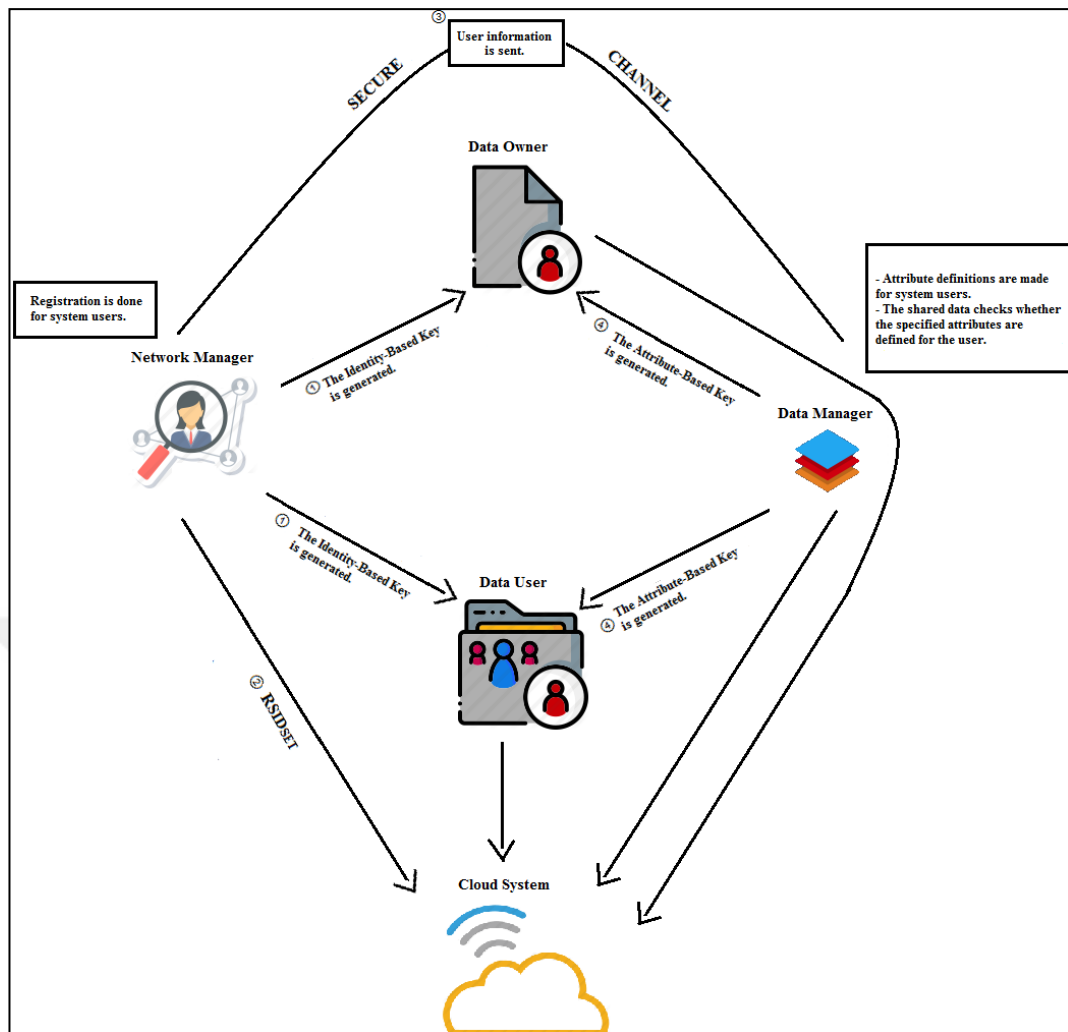 ③
User information
is sent.
SECURE
CHANNEL
Data Owner
Registration is done
for system users.
- Attribute definitions are made
for system users.
- The shared data checks whether
the specified attributes are
defined for the user.
Network Manager
① The Identity-Based Key
is generated.
④ The Attribute-Based Key
is generated.
Data Manager
① The Identity-Based Key
is generated.
Data User
④ The Attribute-Based Key
is generated.
② RSIDSET
Cloud System